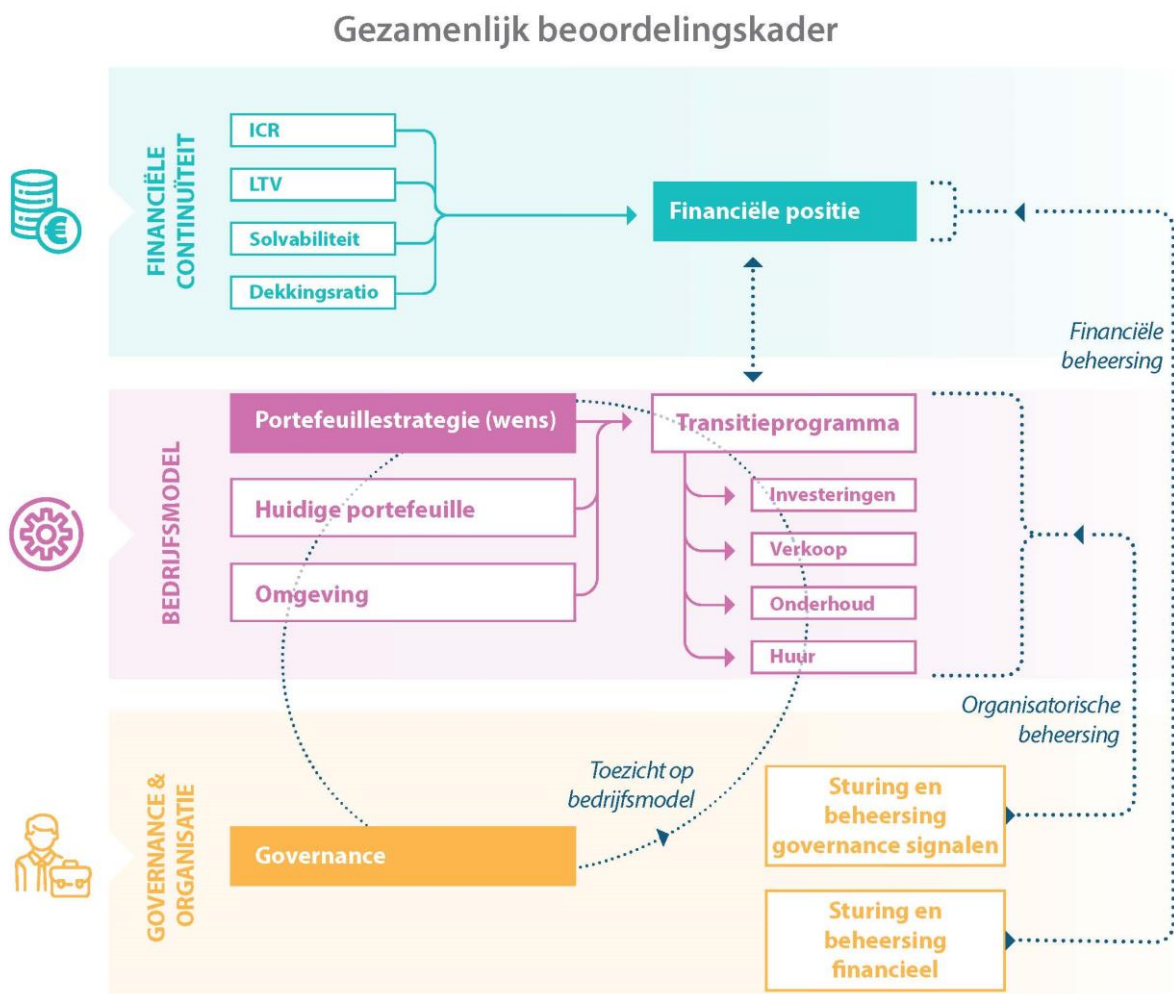 Gezamenlijk beoordelingskader
FINANCIËLE
CONTINUÏTEIT
ICR
LTV
Solvabiliteit
Dekkingsratio
Financiële positie
Financiële
beheersing
BEDRIJFSMODEL
Portefeuillestrategie (wens)
Huidige portefeuille
Omgeving
Transitieprogramma
Investeringen
Verkoop
Onderhoud
Huur
Organisatorische
beheersing
GOVERNANCE &
ORGANISATIE
Governance
Toezicht op
bedrijfsmodel
Sturing en
beheersing
governance signalen
Sturing en
beheersing
financieel